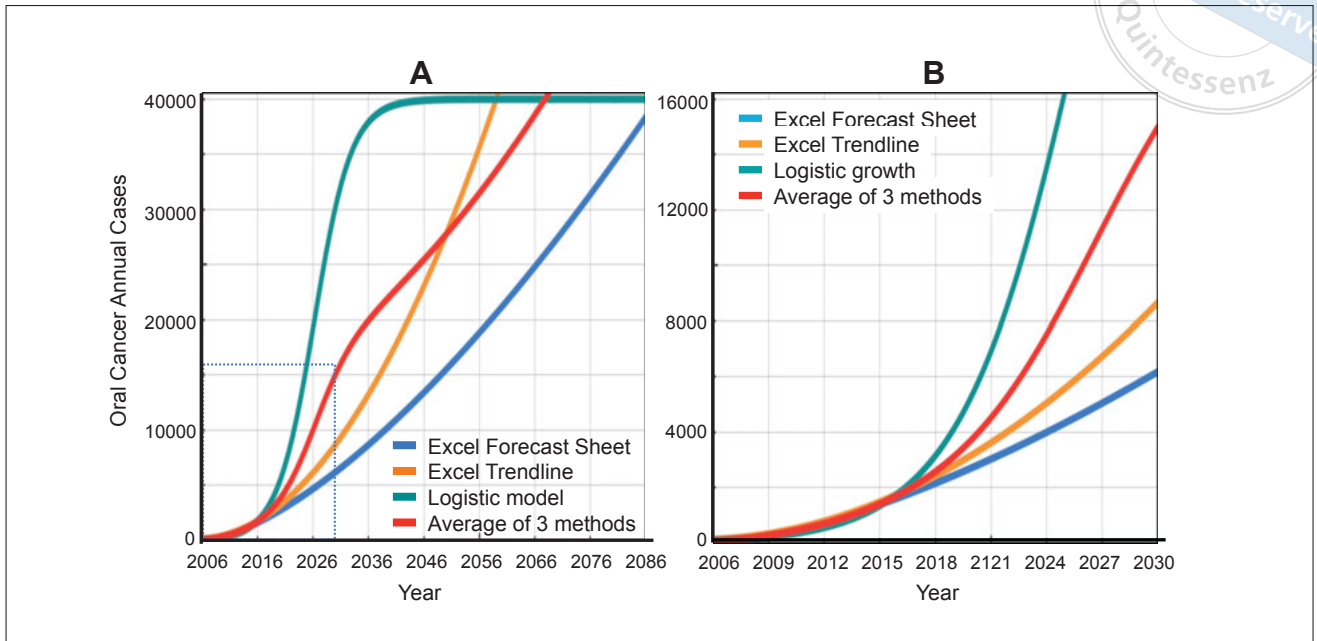 eserve
Quintessenz
A
B
40000
30000
20000
10000
0
Oral Cancer Annual Cases
Excel Forecast Sheet
Excel Trendline
Logistic model
Average of 3 methods
2006 2016 2026 2036 2046 2056 2066 2076 2086
Year
16000
12000
8000
4000
0
Excel Forecast Sheet
Excel Trendline
Logistic growth
Average of 3 methods
2006 2009 2012 2015 2018 2121 2024 2027 2030
Year